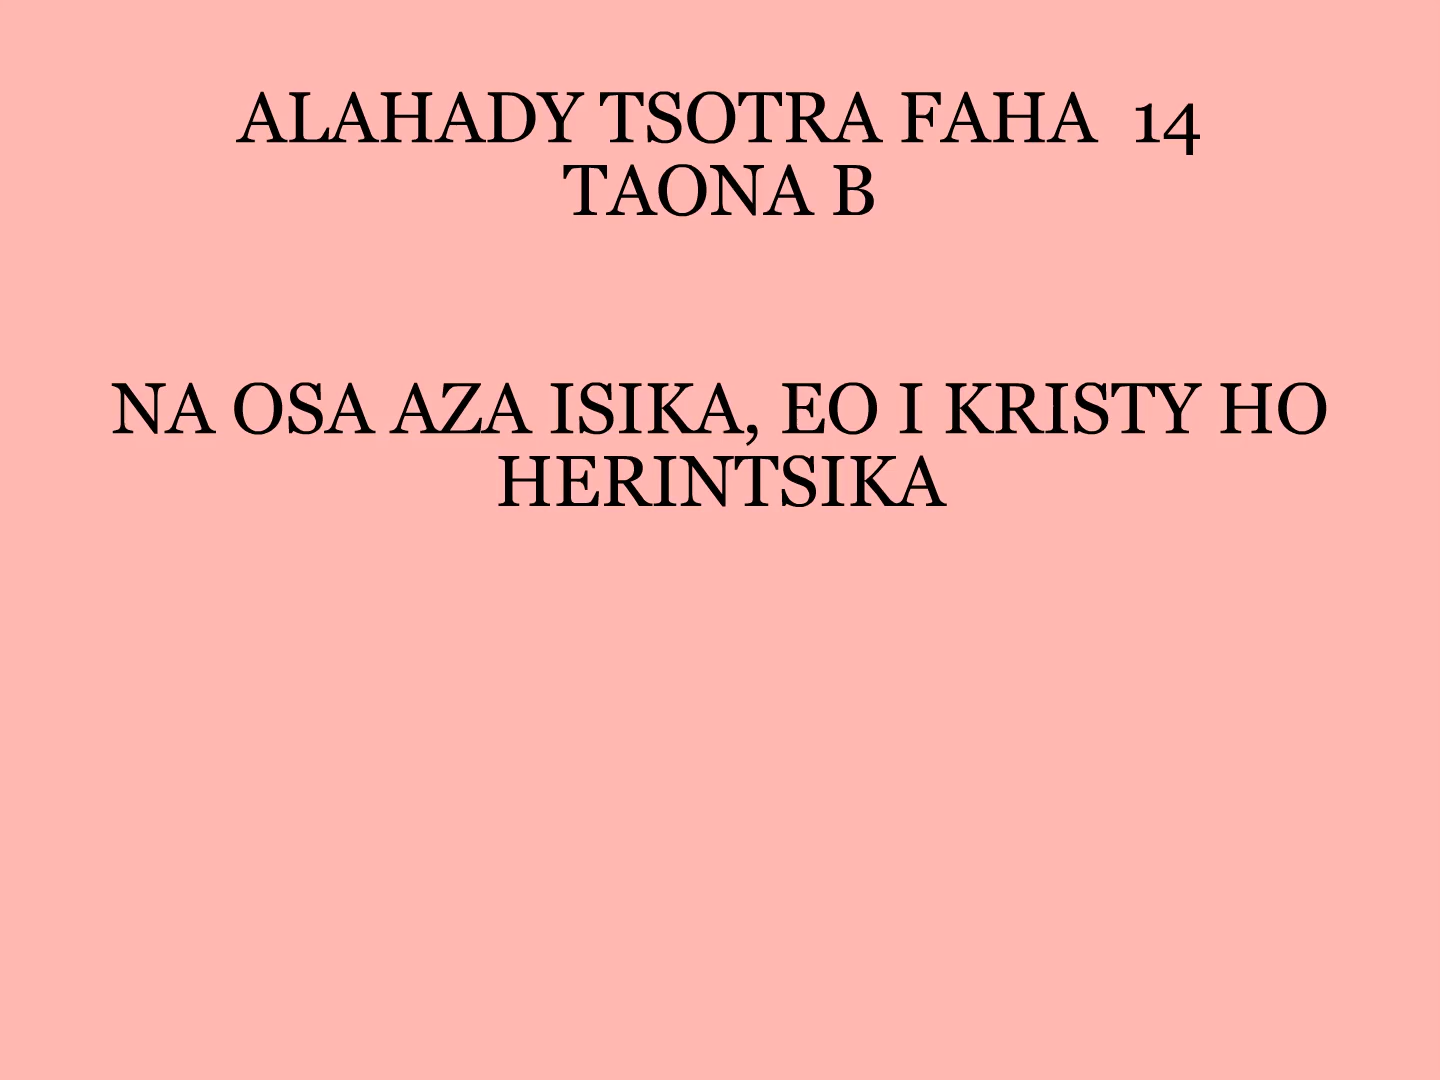 ALAHADY TSOTRA FAHA  14
TAONA B
NA OSA AZA ISIKA, EO I KRISTY HO
HERINTSIKA